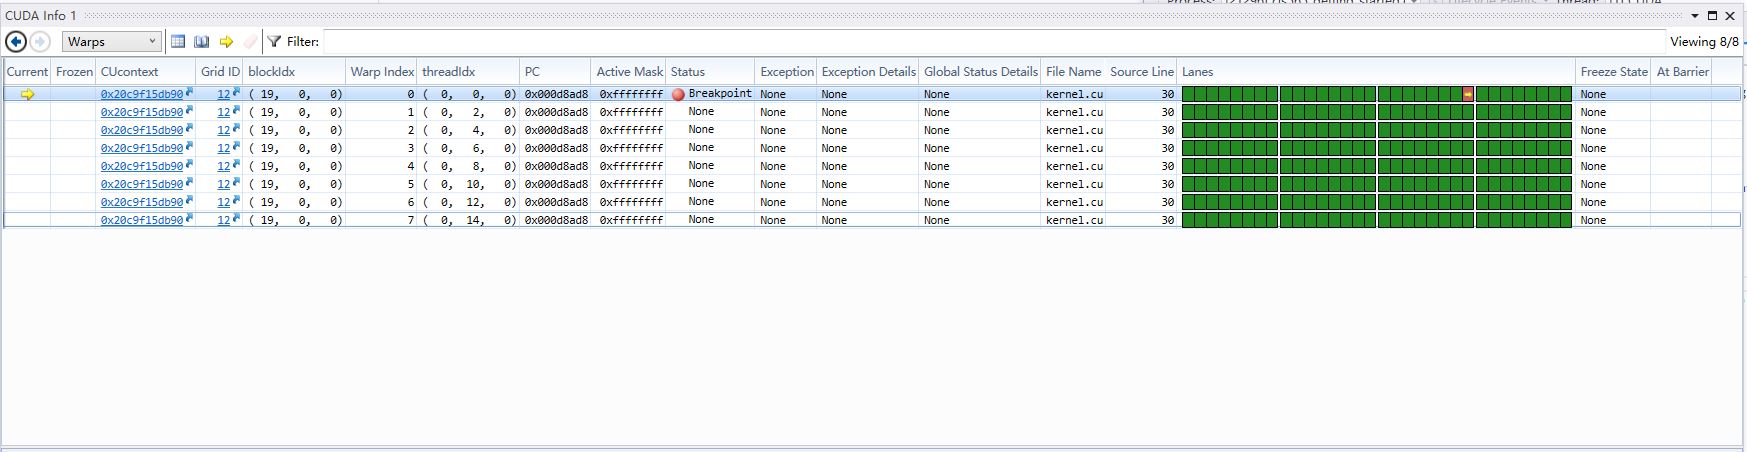 CUDA Info 1
Warps Filter: Viewing 8/8
Current Frozen CUcontext Grid ID blockIdx Warp Index threadIdx PC Active Mask Status Exception Exception Details Global Status Details File Name Source Line Lanes Freeze State At Barrier
0x20c9f15db90 12 ( 19, 0, 0) 0 ( 0, 0, 0) 0x000d8ad8 0xffffffff Breakpoint None None None kernel.cu 30 None
0x20c9f15db90 12 ( 19, 0, 0) 1 ( 0, 2, 0) 0x000d8ad8 0xffffffff None None None None kernel.cu 30 None
0x20c9f15db90 12 ( 19, 0, 0) 2 ( 0, 4, 0) 0x000d8ad8 0xffffffff None None None None kernel.cu 30 None
0x20c9f15db90 12 ( 19, 0, 0) 3 ( 0, 6, 0) 0x000d8ad8 0xffffffff None None None None kernel.cu 30 None
0x20c9f15db90 12 ( 19, 0, 0) 4 ( 0, 8, 0) 0x000d8ad8 0xffffffff None None None None kernel.cu 30 None
0x20c9f15db90 12 ( 19, 0, 0) 5 ( 0, 10, 0) 0x000d8ad8 0xffffffff None None None None kernel.cu 30 None
0x20c9f15db90 12 ( 19, 0, 0) 6 ( 0, 12, 0) 0x000d8ad8 0xffffffff None None None None kernel.cu 30 None
0x20c9f15db90 12 ( 19, 0, 0) 7 ( 0, 14, 0) 0x000d8ad8 0xffffffff None None None None kernel.cu 30 None